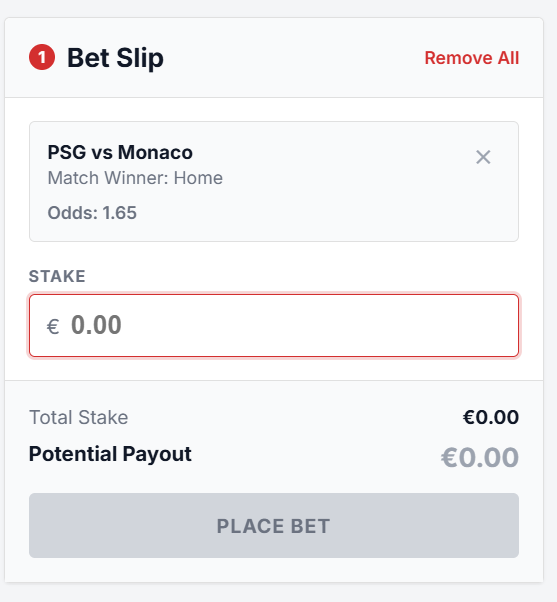 1 Bet Slip Remove All
PSG vs Monaco ×
Match Winner: Home
Odds: 1.65
STAKE
€ 0.00
Total Stake €0.00
Potential Payout €0.00
PLACE BET